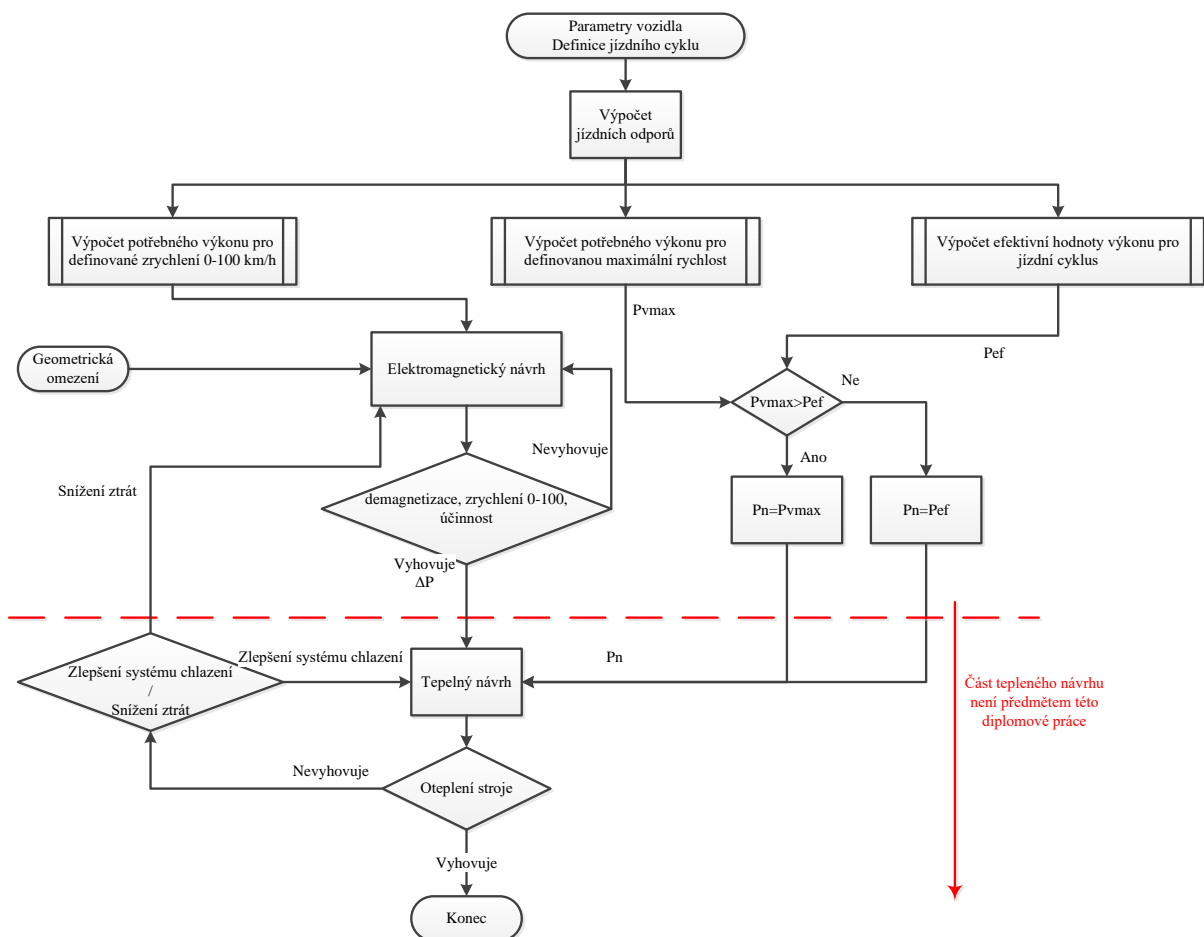 Parametry vozidla
Definice jízdního cyklu
Výpočet
jízdních odporů
Výpočet potřebného výkonu pro
definované zrychlení 0-100 km/h
Výpočet potřebného výkonu pro
definovanou maximální rychlost
Výpočet efektivní hodnoty výkonu pro
jízdní cyklus
Pvmax
Pef
Geometrická
omezení
Elektromagnetický návrh
Ne
Pvmax>Pef
Nevyhovuje
Ano
Snížení ztrát
demagnetizace, zrychlení 0-100,
účinnost
Pn=Pvmax
Pn=Pef
Vyhovuje
ΔP
Zlepšení systému chlazení
/
Snížení ztrát
Zlepšení systému chlazení
Tepelný návrh
Pn
Část tepleného návrhu
není předmětem této
diplomové práce
Nevyhovuje
Oteplení stroje
Vyhovuje
Konec